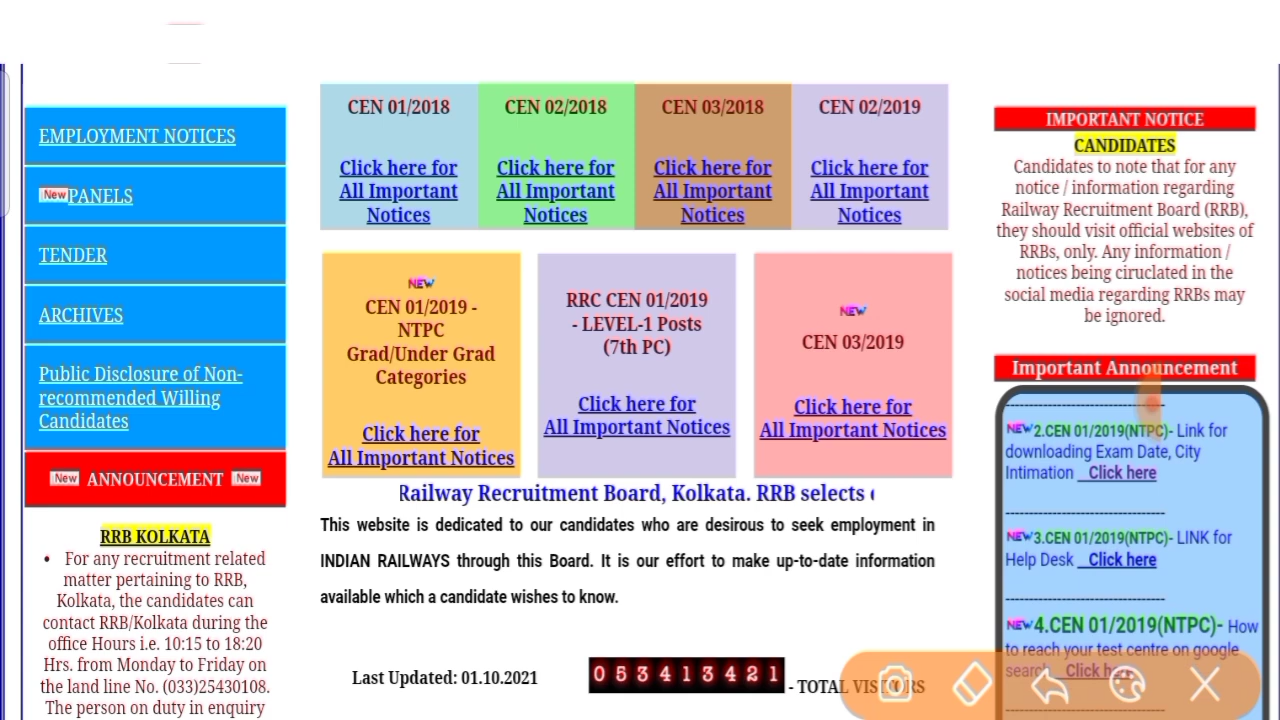 EMPLOYMENT NOTICES
New PANELS
TENDER
ARCHIVES
Public Disclosure of Non-
recommended Willing
Candidates
New ANNOUNCEMENT New
RRB KOLKATA
• For any recruitment related
matter pertaining to RRB,
Kolkata, the candidates can
contact RRB/Kolkata during the
office Hours i.e. 10:15 to 18:20
Hrs. from Monday to Friday on
the land line No. (033)25430108.
The person on duty in enquiry
CEN 01/2018
Click here for
All Important
Notices
CEN 02/2018
Click here for
All Important
Notices
CEN 03/2018
Click here for
All Important
Notices
CEN 02/2019
Click here for
All Important
Notices
NEW
CEN 01/2019 -
NTPC
Grad/Under Grad
Categories
Click here for
All Important Notices
RRC CEN 01/2019
- LEVEL-1 Posts
(7th PC)
Click here for
All Important Notices
NEW
CEN 03/2019
Click here for
All Important Notices
Railway Recruitment Board, Kolkata. RRB selects
This website is dedicated to our candidates who are desirous to seek employment in
INDIAN RAILWAYS through this Board. It is our effort to make up-to-date information
available which a candidate wishes to know.
Last Updated: 01.10.2021
053413421 - TOTAL VISITORS
IMPORTANT NOTICE
CANDIDATES
Candidates to note that for any
notice / information regarding
Railway Recruitment Board (RRB),
they should visit official websites of
RRBs, only. Any information /
notices being ciruclated in the
social media regarding RRBs may
be ignored.
Important Announcement
NEW 2.CEN 01/2019(NTPC)- Link for
downloading Exam Date, City
Intimation Click here
NEW 3.CEN 01/2019(NTPC)- LINK for
Help Desk Click here
NEW 4.CEN 01/2019(NTPC)- How
to reach your test centre on google
search Click here